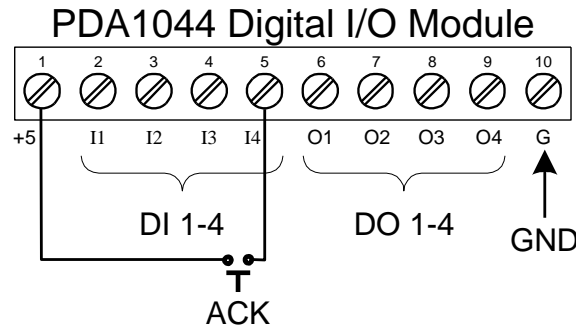 PDA1044 Digital I/O Module
1 2 3 4 5 6 7 8 9 10
+5 I1 I2 I3 I4 O1 O2 O3 O4 G
DI 1-4 DO 1-4
GND
ACK